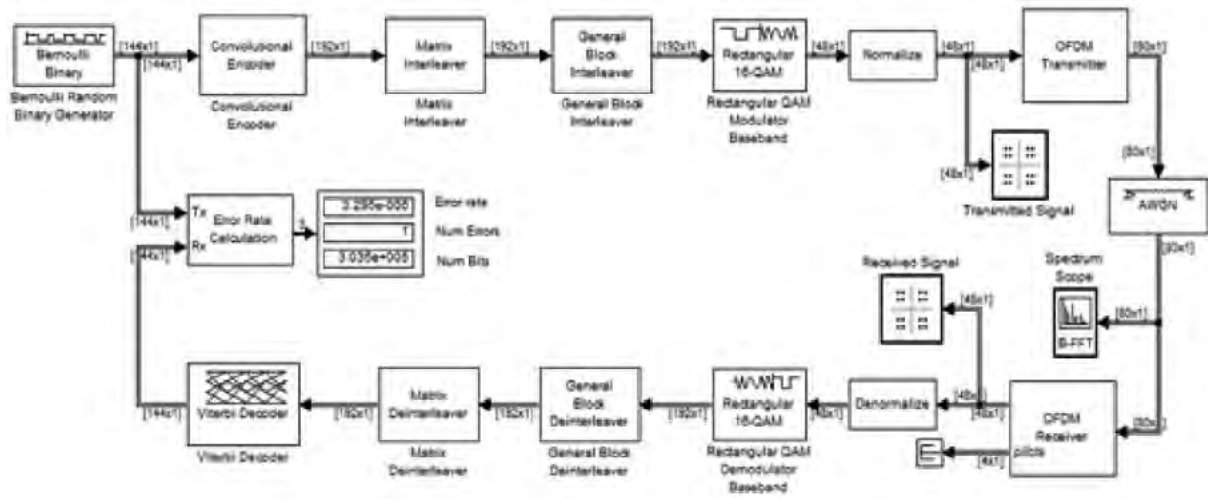 Bernoulli
Binary
Bernoulli Random
Binary Generator
[144x1]
[144x1]
Convolutional
Encoder
Convolutional
Encoder
[192x1]
Matrix
Interleaver
Matrix
Interleaver
[192x1]
General
Block
Interleaver
General Block
Interleaver
[192x1]
Rectangular
16-QAM
Rectangular QAM
Modulator
Baseband
[48x1]
Normalize
[48x1]
[48x1]
OFDM
Transmitter
[80x1]
[80x1]
[48x1]
Transmitted Signal
AWGN
[80x1]
[144x1]
Tx
Rx
[144x1]
Error Rate
Calculation
3
3.295e-005
1
3.035e+005
Error rate
Num Errors
Num Bits
Received Signal
[48x1]
Spectrum
Scope
[80x1]
B-FFT
Viterbi Decoder
Viterbi Decoder
[144x1]
[192x1]
Matrix
Deinterleaver
Matrix
Deinterleaver
[192x1]
General
Block
Deinterleaver
General Block
Deinterleaver
[192x1]
Rectangular
16-QAM
Rectangular QAM
Demodulator
Baseband
[48x1]
Denormalize
[48x1]
[48x1]
OFDM
Receiver
pilots
[80x1]
[4x1]